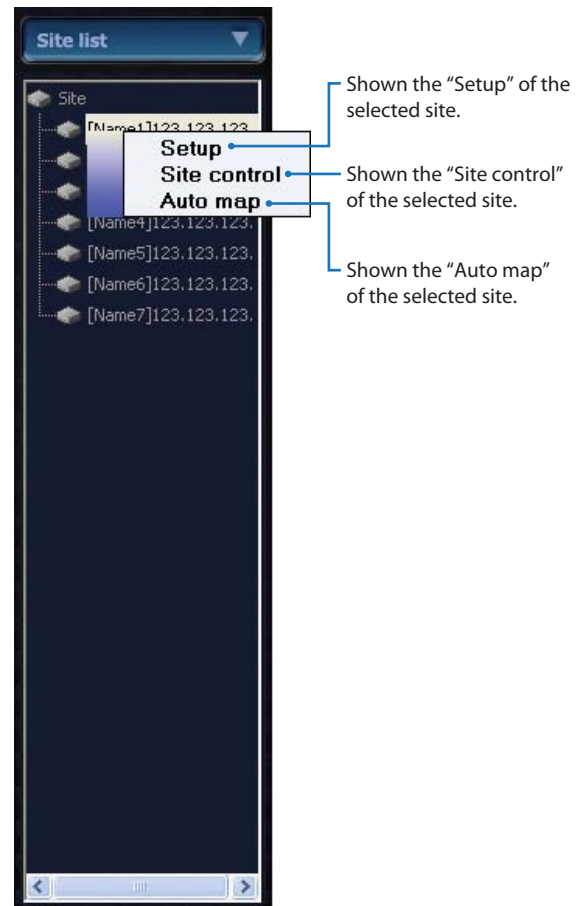 Site list
Site
[Name1]123.123.123
Setup
Site control
Auto map
[Name4]123.123.123.
[Name5]123.123.123.
[Name6]123.123.123.
[Name7]123.123.123.
Shown the “Setup” of the
selected site.
Shown the “Site control”
of the selected site.
Shown the “Auto map”
of the selected site.